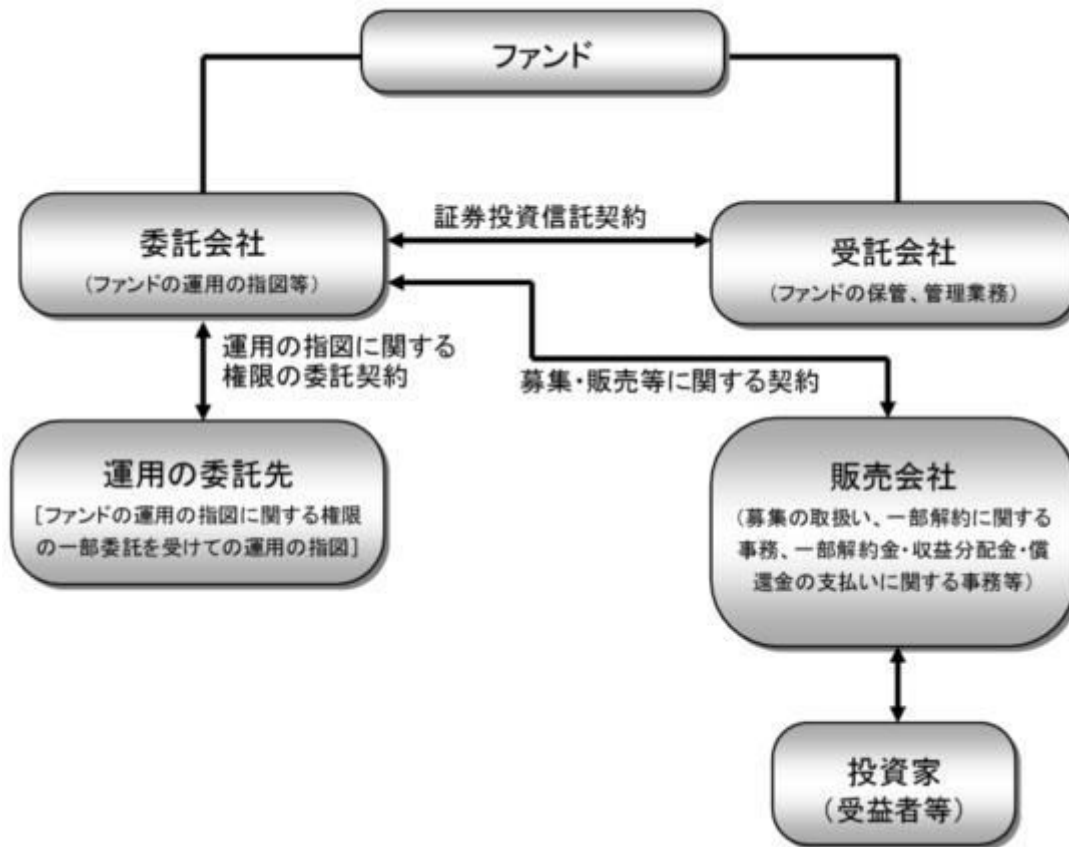 ファンド
委託会社
(ファンドの運用の指図等)
証券投資信託契約
受託会社
(ファンドの保管、管理業務)
運用の指図に関する
権限の委託契約
募集・販売等に関する契約
運用の委託先
[ファンドの運用の指図に関する権限
の一部委託を受けての運用の指図]
販売会社
(募集の取扱い、一部解約に関する
事務、一部解約金・収益分配金・償
還金の支払いに関する事務等)
投資家
(受益者等)